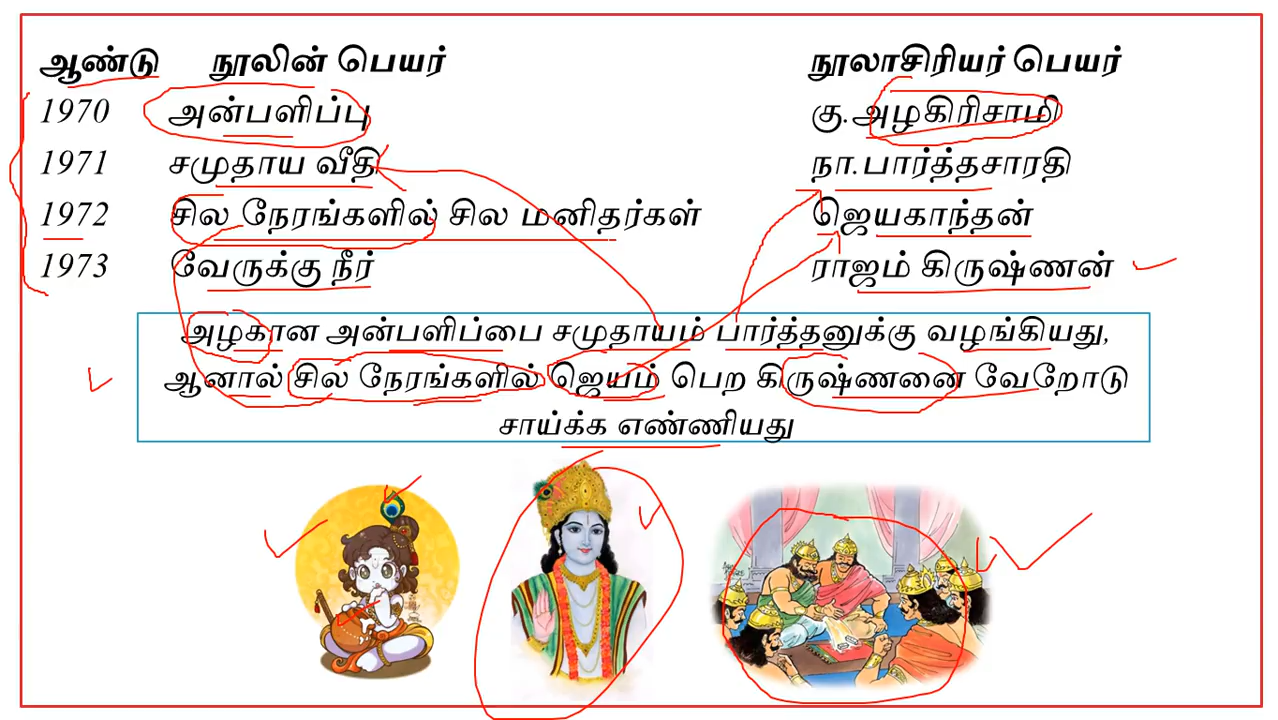 ஆண்டு நூலின் பெயர் நூலாசிரியர் பெயர்
1970 அன்பளிப்பு கு.அழகிரிசாமி
1971 சமுதாய வீதி நா.பார்த்தசாரதி
1972 சில நேரங்களில் சில மனிதர்கள் ஜெயகாந்தன்
1973 வேருக்கு நீர் ராஜம் கிருஷ்ணன்
அழகான அன்பளிப்பை சமுதாயம் பார்த்தனுக்கு வழங்கியது,
ஆனால் சில நேரங்களில் ஜெயம் பெற கிருஷ்ணனை வேறோடு
சாய்க்க எண்ணியது